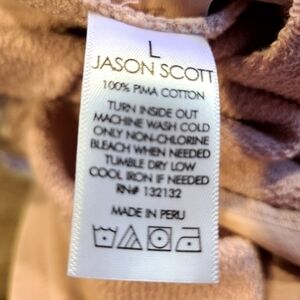 L
JASON SCOTT
100% PIMA COTTON
TURN INSIDE OUT
MACHINE WASH COLD
ONLY NON-CHLORINE
BLEACH WHEN NEEDED
TUMBLE DRY LOW
COOL IRON IF NEEDED
RN# 132132
MADE IN PERU